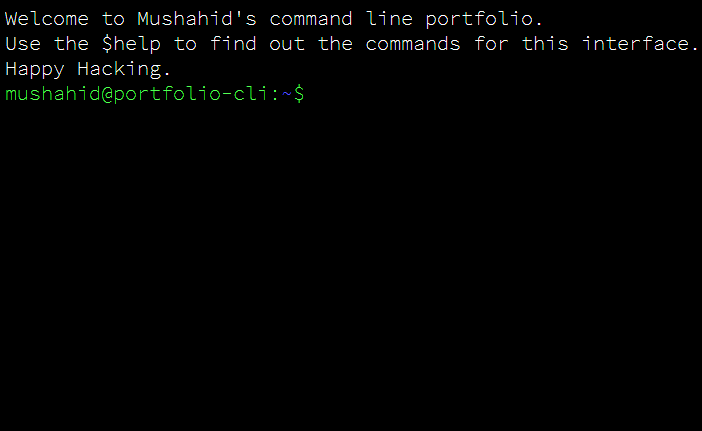 Welcome to Mushahid's command line portfolio.
Use the $help to find out the commands for this interface.
Happy Hacking.
mushahid@portfolio-cli:~$